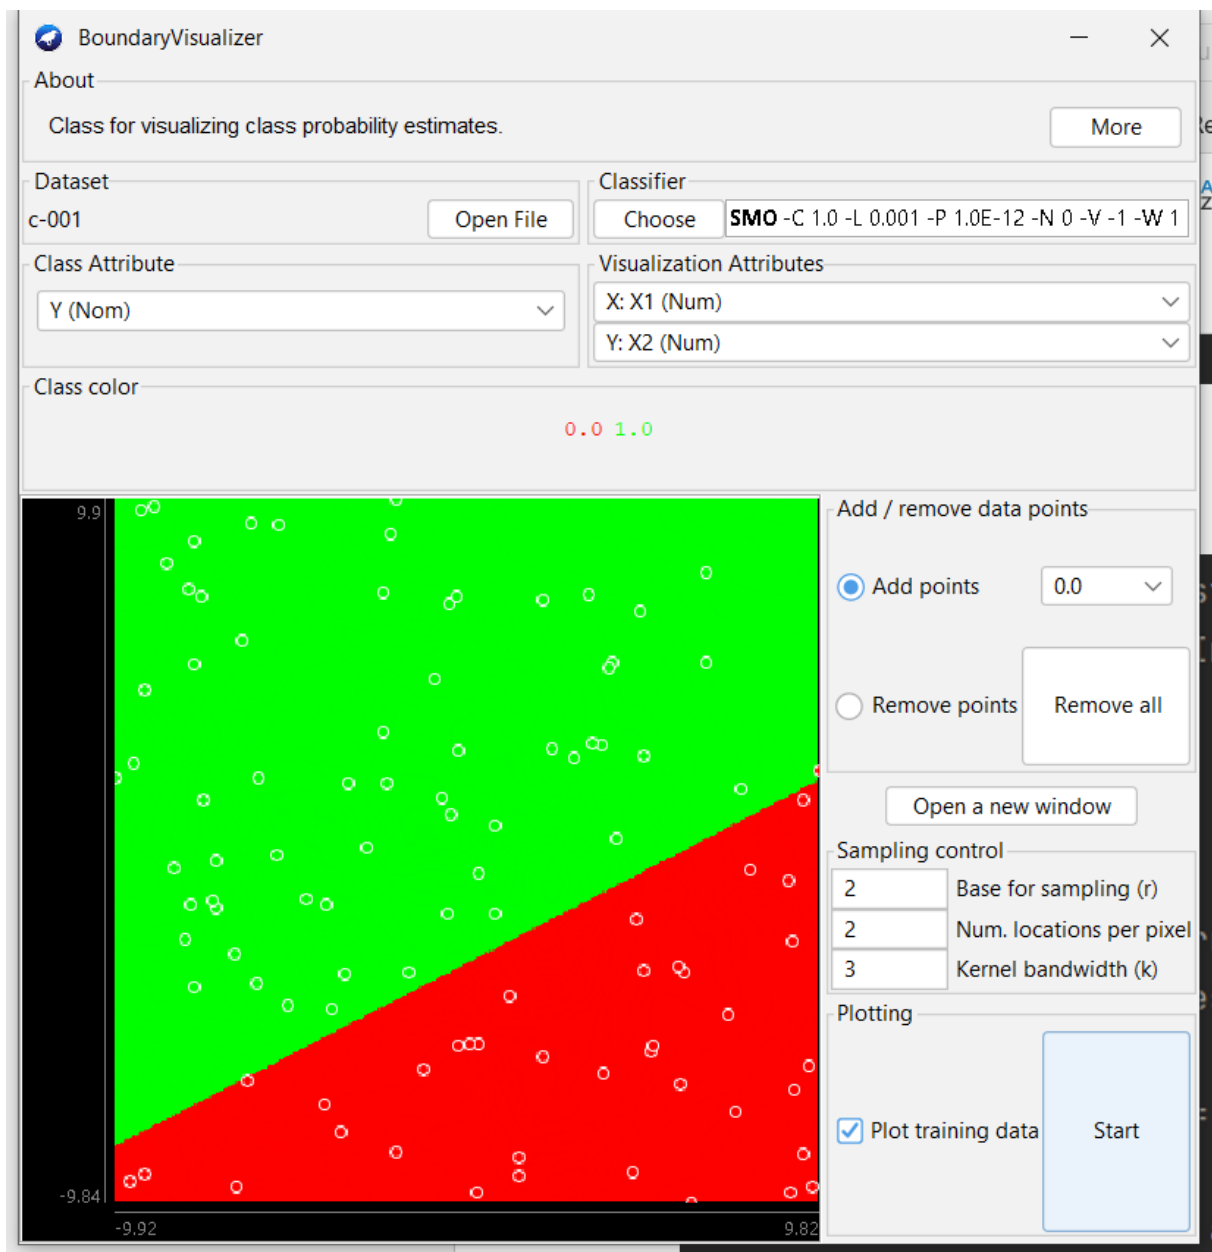 BoundaryVisualizer
About
Class for visualizing class probability estimates.
More
Dataset
c-001
Open File
Classifier
Choose
SMO -C 1.0 -L 0.001 -P 1.0E-12 -N 0 -V -1 -W 1
Class Attribute
Y (Nom)
Visualization Attributes
X: X1 (Num)
Y: X2 (Num)
Class color
0.0 1.0
9.9
-9.84
-9.92
9.82
Add / remove data points
Add points
0.0
Remove points
Remove all
Open a new window
Sampling control
2 Base for sampling (r)
2 Num. locations per pixel
3 Kernel bandwidth (k)
Plotting
Plot training data
Start